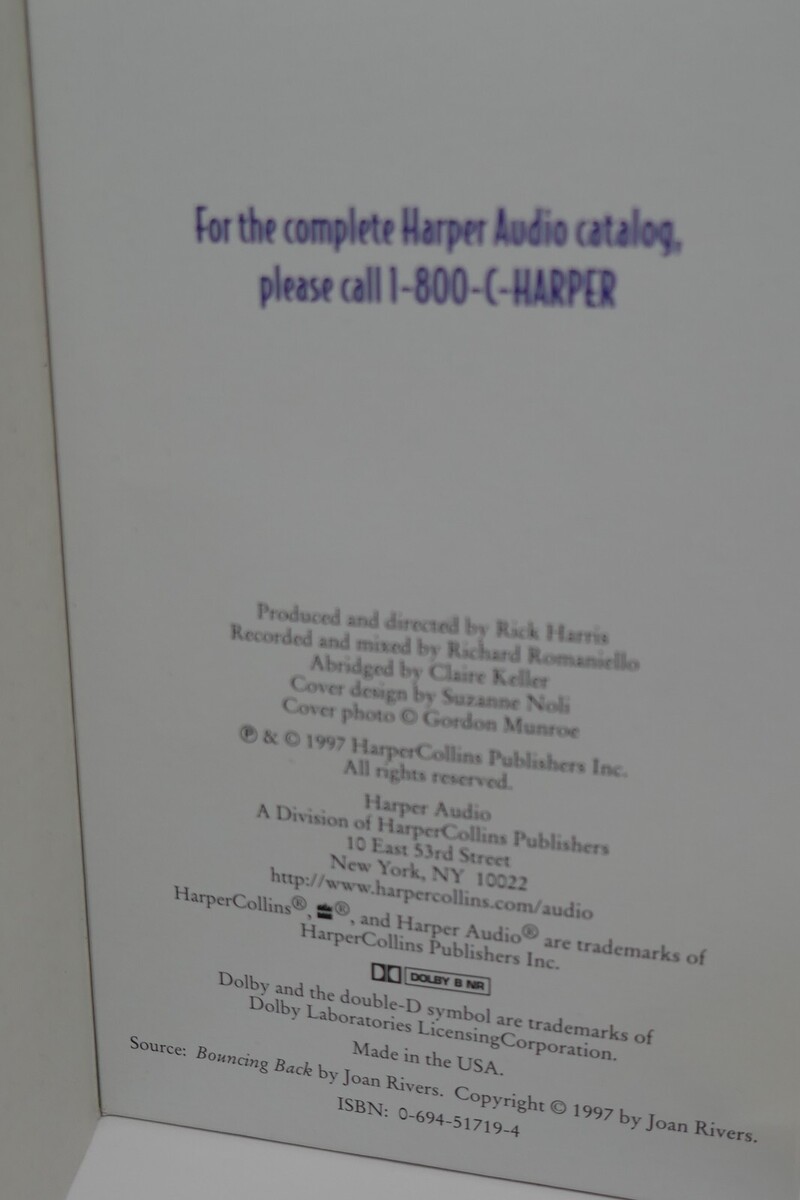 For the complete Harper Audio catalog,
please call 1-800-C-HARPER
Produced and directed by Rick Harris
Recorded and mixed by Richard Romaniello
Abridged by Claire Keller
Cover design by Suzanne Noli
Cover photo © Gordon Munroe
℗ & © 1997 HarperCollins Publishers Inc.
All rights reserved.
Harper Audio
A Division of HarperCollins Publishers
10 East 53rd Street
New York, NY 10022
http://www.harpercollins.com/audio
HarperCollins®, ®, and Harper Audio® are trademarks of
HarperCollins Publishers Inc.
DOLBY B NR
Dolby and the double-D symbol are trademarks of
Dolby Laboratories LicensingCorporation.
Made in the USA.
Source: Bouncing Back by Joan Rivers. Copyright © 1997 by Joan Rivers.
ISBN: 0-694-51719-4